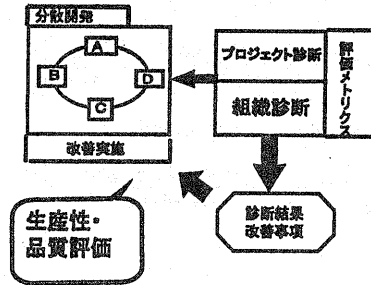 分散開発
A
B
D
C
改善実施
プロジェクト診断
組織診断
評価メトリクス
診断結果
改善事項
生産性・
品質評価